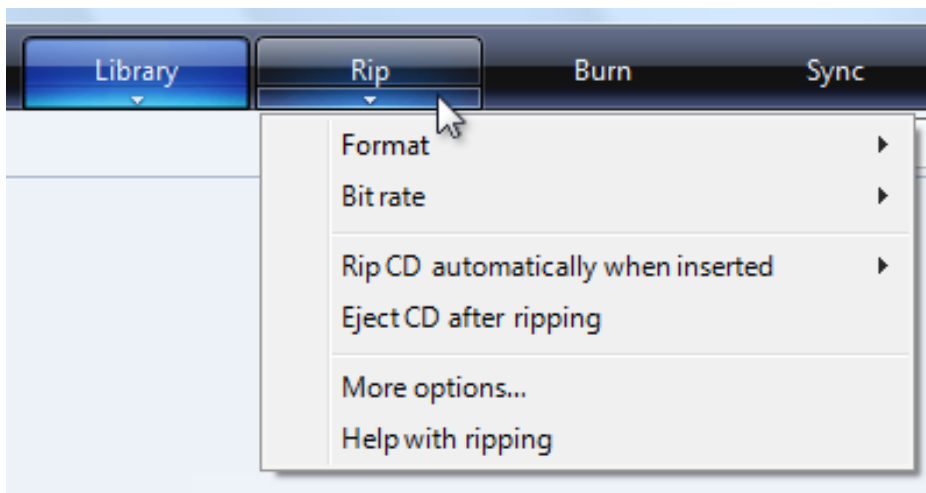 Library Rip Burn Sync
Format
Bit rate
Rip CD automatically when inserted
Eject CD after ripping
More options...
Help with ripping